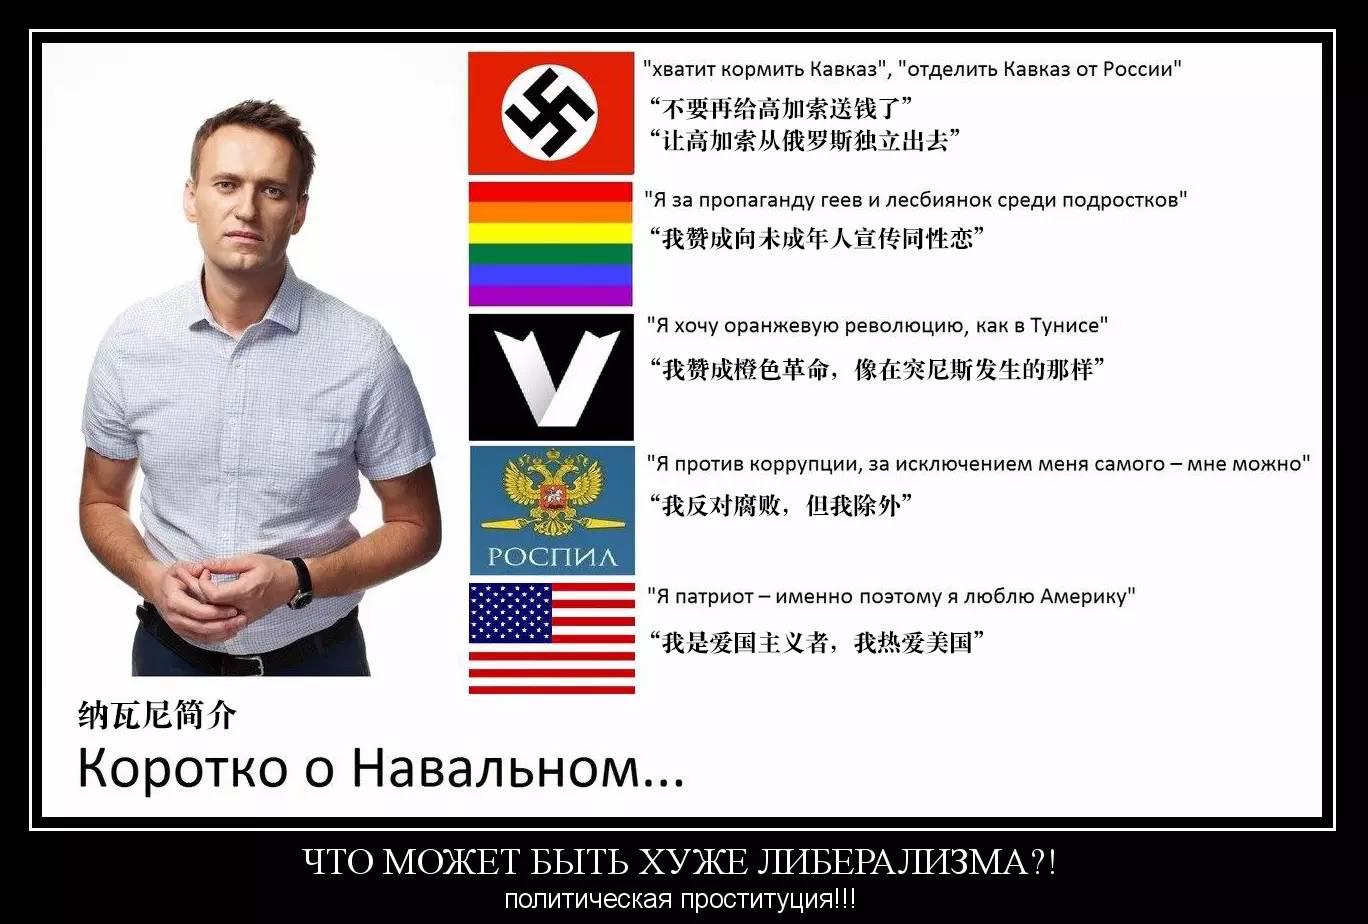 "хватит кормить Кавказ", "отделить Кавказ от России"
“不要再给高加索送钱了”
“让高加索从俄罗斯独立出去”
"Я за пропаганду геев и лесбиянок среди подростков"
“我赞成向未成年人宣传同性恋”
"Я хочу оранжевую революцию, как в Тунисе"
“我赞成橙色革命，像在突尼斯发生的那样”
"Я против коррупции, за исключением меня самого – мне можно"
“我反对腐败，但我除外”
РОСПИЛ
"Я патриот – именно поэтому я люблю Америку"
“我是爱国主义者，我热爱美国”
纳瓦尼简介
Коротко о Навальном...
ЧТО МОЖЕТ БЫТЬ ХУЖЕ ЛИБЕРАЛИЗМА?!
политическая проституция!!!